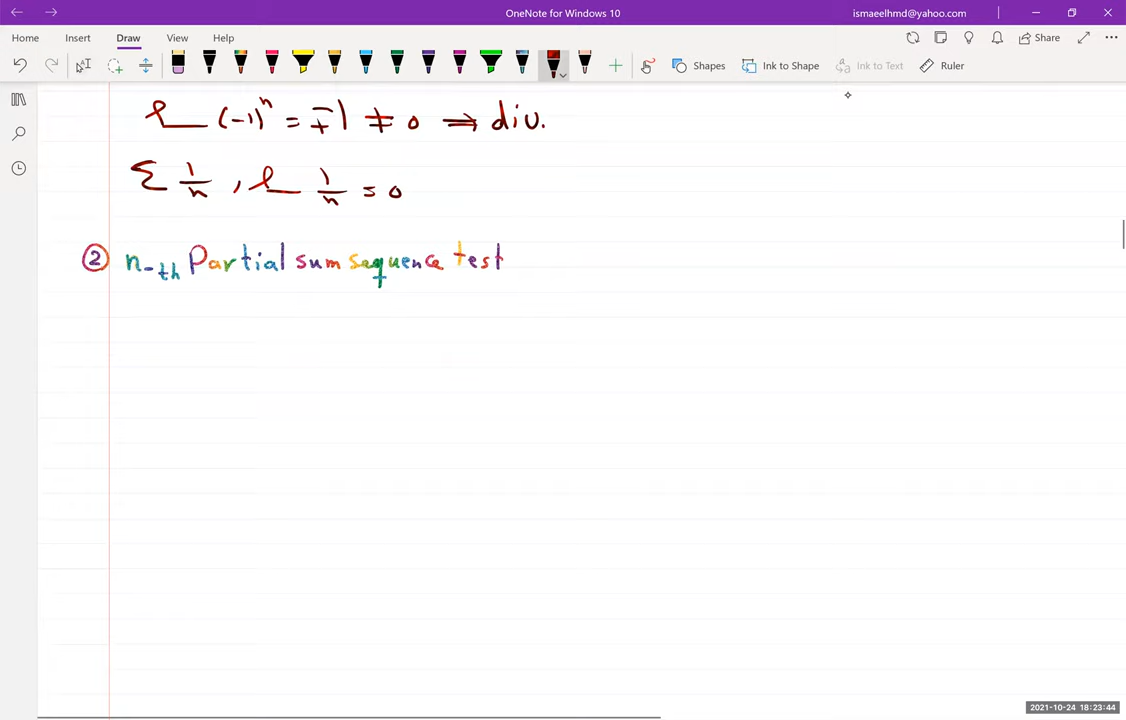 OneNote for Windows 10
ismaeelhmd@yahoo.com
Home Insert Draw View Help
Share
Shapes Ink to Shape Ink to Text Ruler
(-1)ⁿ = ∓1 ≠ 0 ⇒ div.
Σ 1/n , 1/n = 0
② n-th Partial sum sequence test
2021-10-24 18:23:44